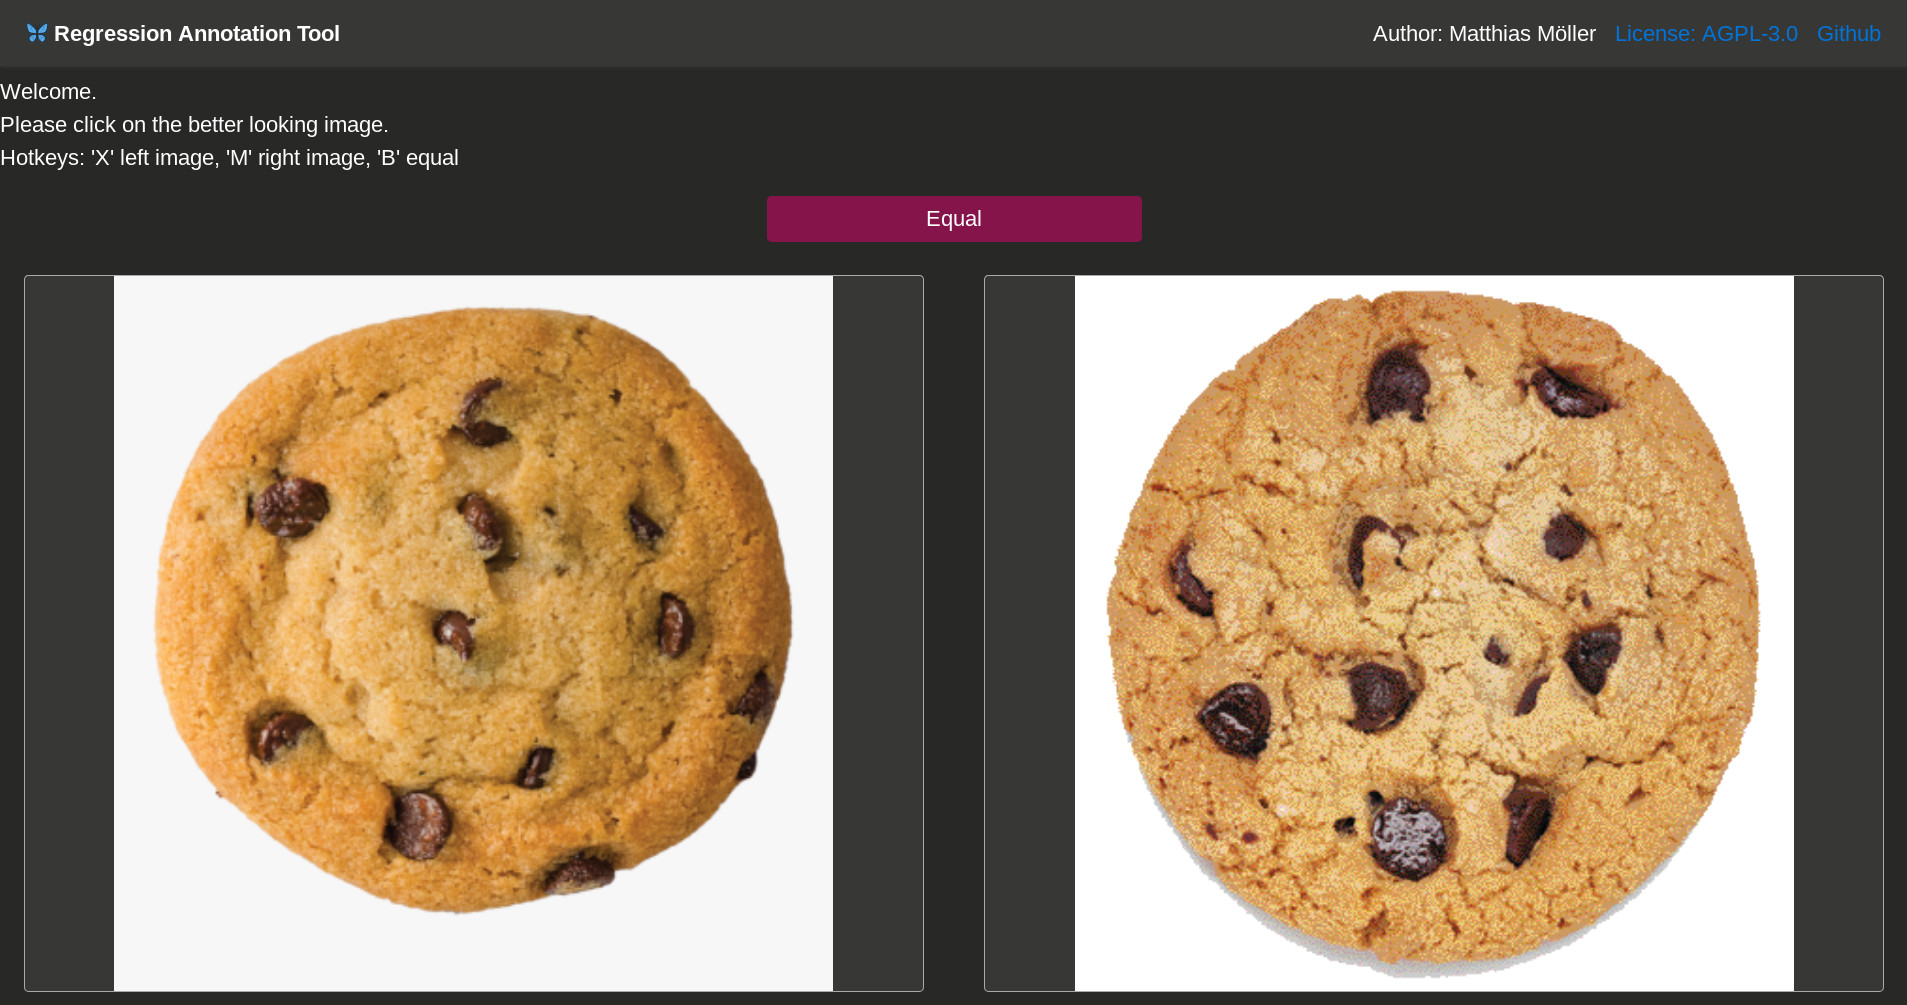 Regression Annotation Tool
Author: Matthias Möller License: AGPL-3.0 Github
Welcome.
Please click on the better looking image.
Hotkeys: 'X' left image, 'M' right image, 'B' equal
Equal